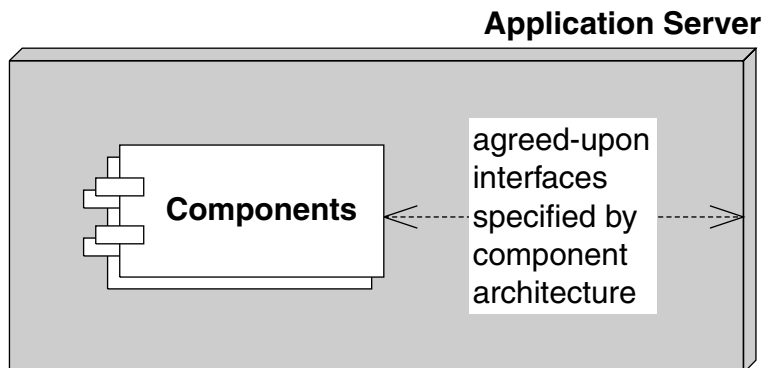 Application Server
Components
agreed-upon
interfaces
specified by
component
architecture